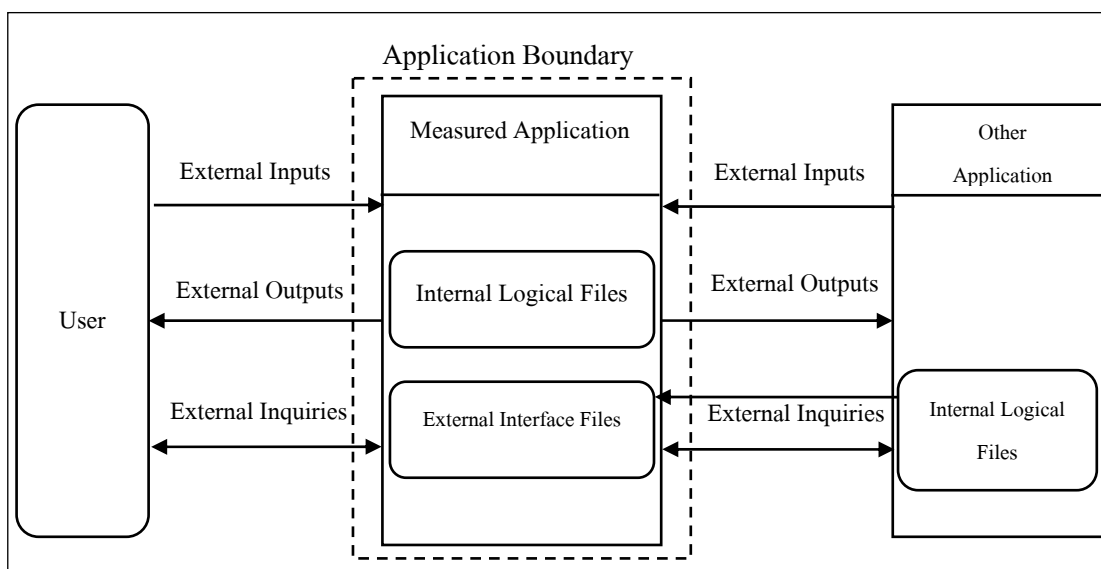 Application Boundary
User
External Inputs
External Outputs
External Inquiries
Measured Application
Internal Logical Files
External Interface Files
External Inputs
External Outputs
External Inquiries
Other
Application
Internal Logical
Files